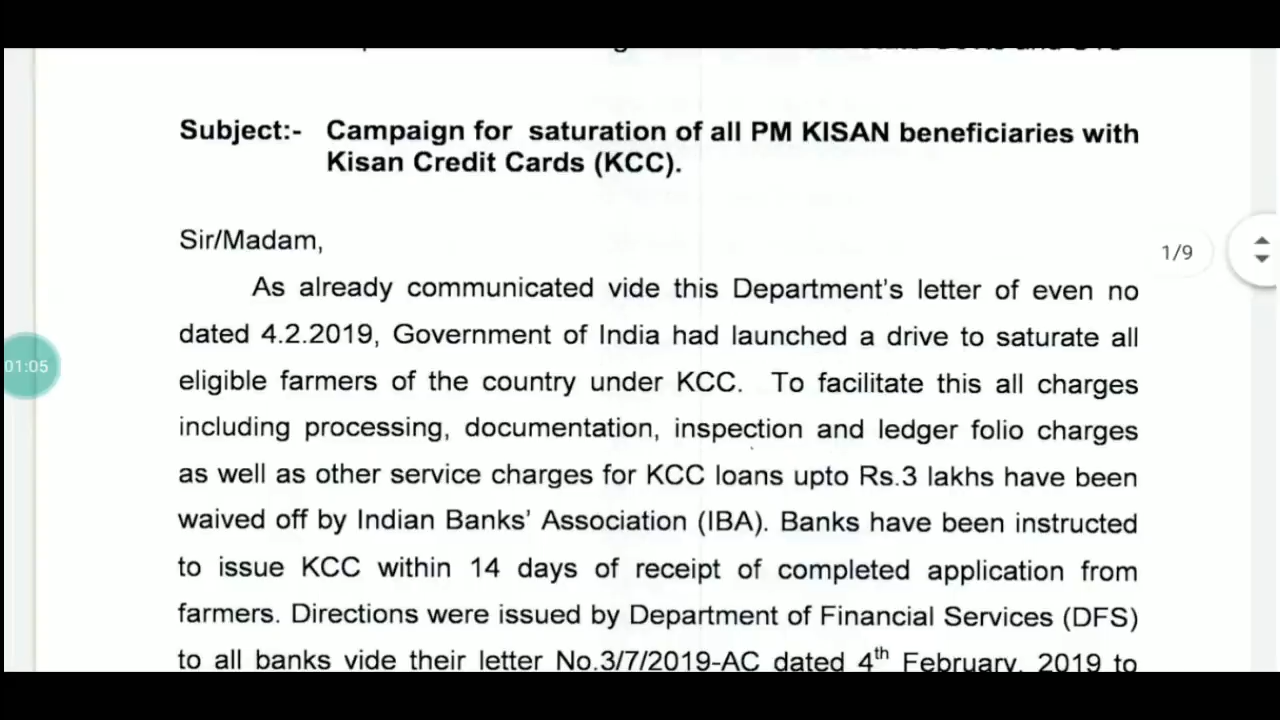 Subject:- Campaign for saturation of all PM KISAN beneficiaries with
Kisan Credit Cards (KCC).
Sir/Madam,
1/9
As already communicated vide this Department's letter of even no
dated 4.2.2019, Government of India had launched a drive to saturate all
01:05
eligible farmers of the country under KCC. To facilitate this all charges
including processing, documentation, inspection and ledger folio charges
as well as other service charges for KCC loans upto Rs.3 lakhs have been
waived off by Indian Banks' Association (IBA). Banks have been instructed
to issue KCC within 14 days of receipt of completed application from
farmers. Directions were issued by Department of Financial Services (DFS)
to all banks vide their letter No.3/7/2019-AC dated 4th February, 2019 to